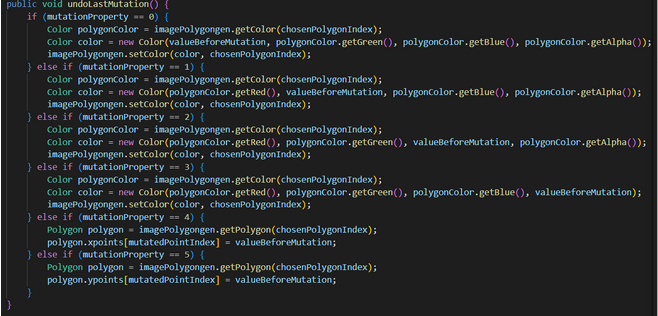 public void undoLastMutation() {
    if (mutationProperty == 0) {
        Color polygonColor = imagePolygongen.getColor(chosenPolygonIndex);
        Color color = new Color(valueBeforeMutation, polygonColor.getGreen(), polygonColor.getBlue(), polygonColor.getAlpha());
        imagePolygongen.setColor(color, chosenPolygonIndex);
    } else if (mutationProperty == 1) {
        Color polygonColor = imagePolygongen.getColor(chosenPolygonIndex);
        Color color = new Color(polygonColor.getRed(), valueBeforeMutation, polygonColor.getBlue(), polygonColor.getAlpha());
        imagePolygongen.setColor(color, chosenPolygonIndex);
    } else if (mutationProperty == 2) {
        Color polygonColor = imagePolygongen.getColor(chosenPolygonIndex);
        Color color = new Color(polygonColor.getRed(), polygonColor.getGreen(), valueBeforeMutation, polygonColor.getAlpha());
        imagePolygongen.setColor(color, chosenPolygonIndex);
    } else if (mutationProperty == 3) {
        Color polygonColor = imagePolygongen.getColor(chosenPolygonIndex);
        Color color = new Color(polygonColor.getRed(), polygonColor.getGreen(), polygonColor.getBlue(), valueBeforeMutation);
        imagePolygongen.setColor(color, chosenPolygonIndex);
    } else if (mutationProperty == 4) {
        Polygon polygon = imagePolygongen.getPolygon(chosenPolygonIndex);
        polygon.xpoints[mutatedPointIndex] = valueBeforeMutation;
    } else if (mutationProperty == 5) {
        Polygon polygon = imagePolygongen.getPolygon(chosenPolygonIndex);
        polygon.ypoints[mutatedPointIndex] = valueBeforeMutation;
    }
}